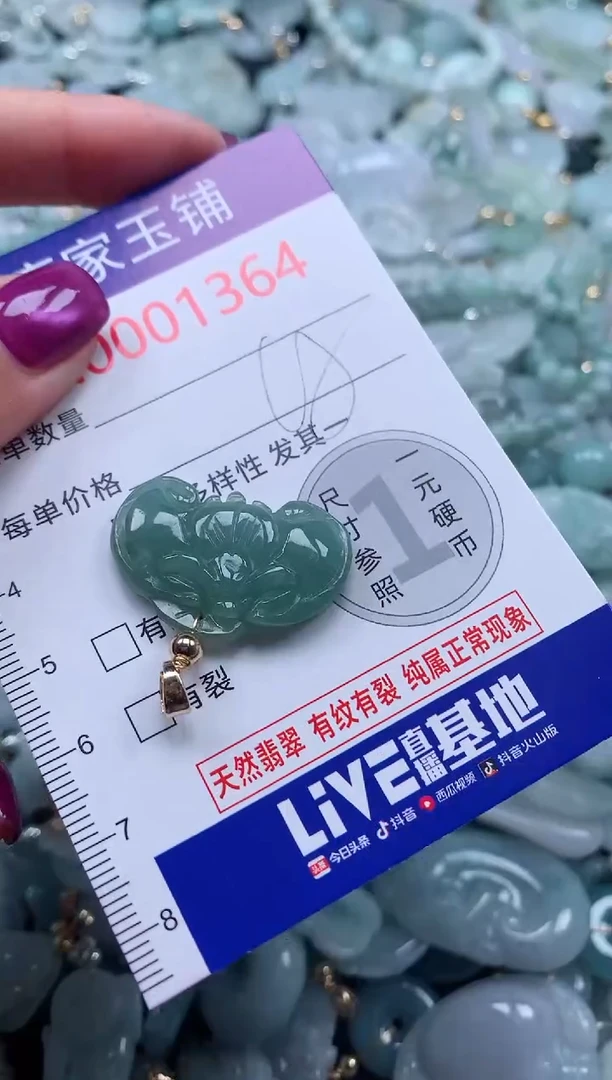 家玉铺
0001364
单数量
每单价格
多样性 发其一
尺寸参照
1
一元硬币
4
5
6
7
8
有
有裂
天然翡翠 有纹有裂 纯属正常现象
LiVE直播基地
头条 今日头条 抖音 西瓜视频 抖音火山版